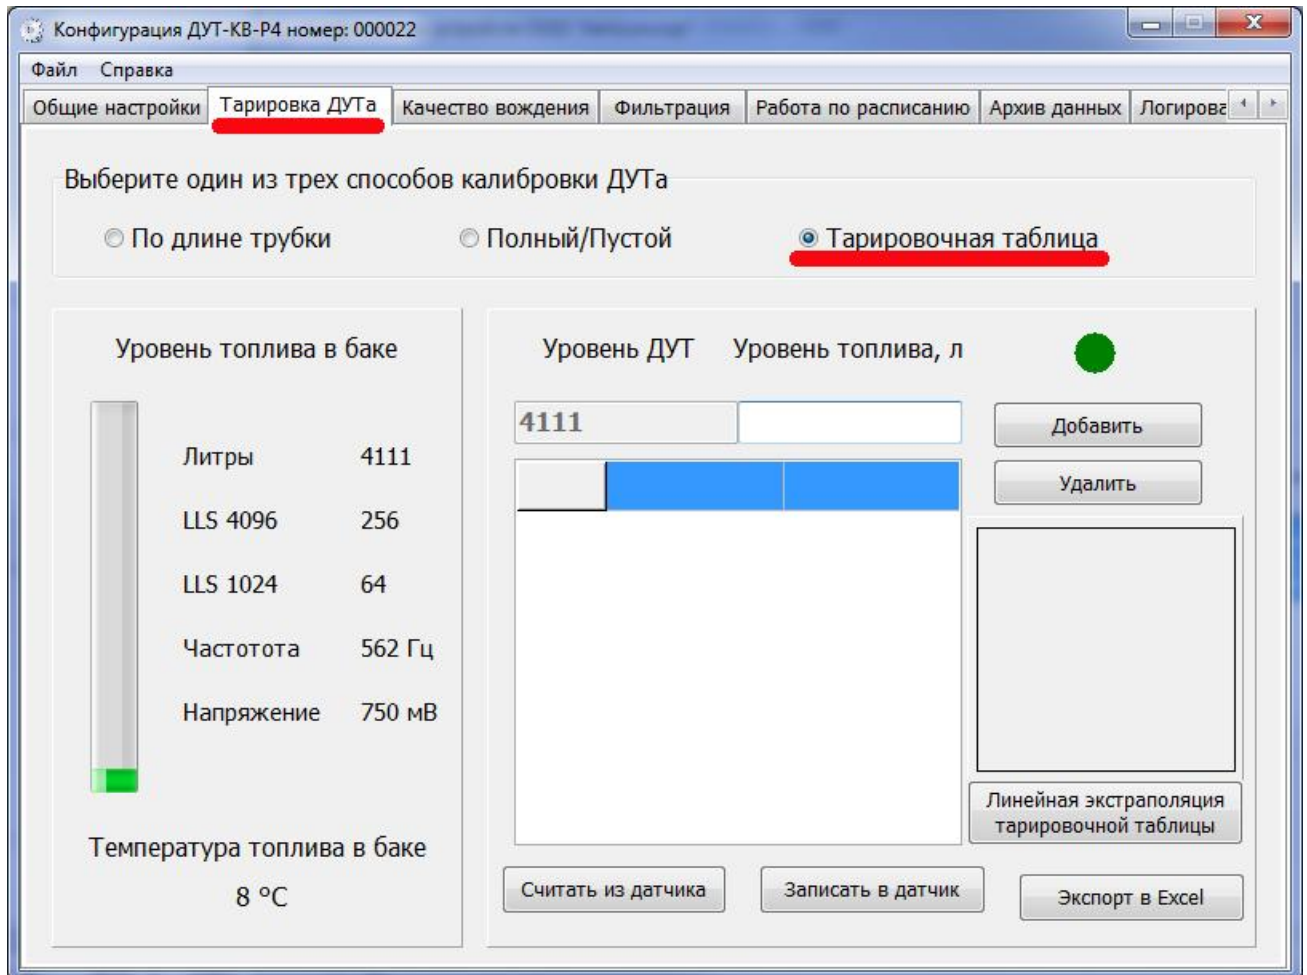 Конфигурация ДУТ-КВ-Р4 номер: 000022
Файл Справка
Общие настройки Тарировка ДУТа Качество вождения Фильтрация Работа по расписанию Архив данных Логирова
Выберите один из трех способов калибровки ДУТа
По длине трубки Полный/Пустой Тарировочная таблица
Уровень топлива в баке
Литры 4111
LLS 4096 256
LLS 1024 64
Частотота 562 Гц
Напряжение 750 мВ
Температура топлива в баке
8 °C
Уровень ДУТ Уровень топлива, л
4111
Добавить
Удалить
Линейная экстраполяция
тарировочной таблицы
Считать из датчика Записать в датчик Экспорт в Excel